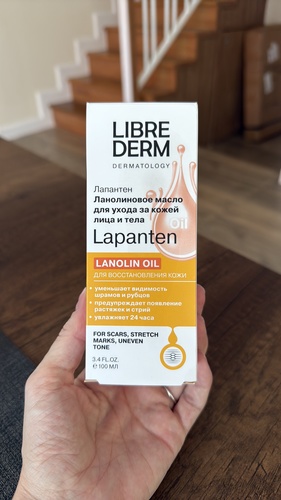 LIBRE
DERM
DERMATOLOGY
Лапантен
Ланолиновое масло
для ухода за кожей
лица и тела
oil
Lapanten
LANOLIN OIL
ДЛЯ ВОССТАНОВЛЕНИЯ КОЖИ
• уменьшает видимость
шрамов и рубцов
• предупреждает появление
растяжек и стрий
• увлажняет 24 часа
FOR SCARS, STRETCH
MARKS, UNEVEN
TONE
3.4 FL.OZ.
℮ 100 МЛ